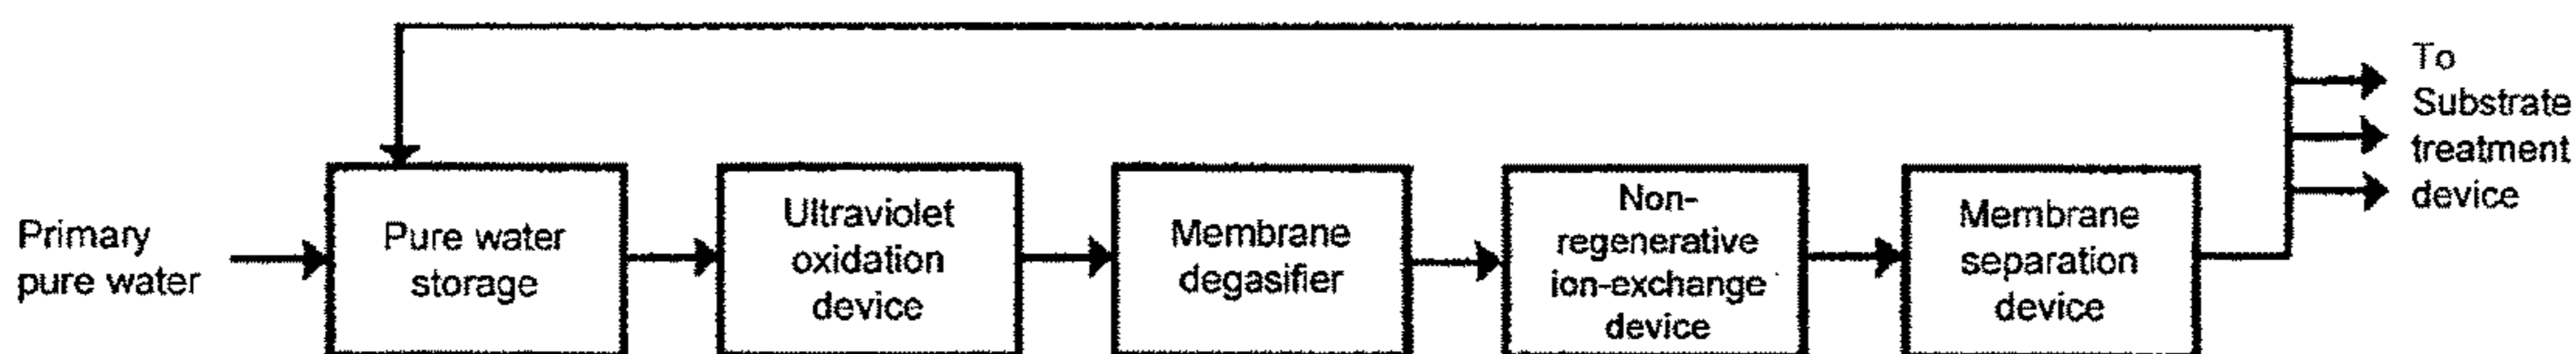 Primary
pure water
Pure water
storage
Ultraviolet
oxidation
device
Membrane
degasifier
Non-
regenerative
ion-exchange
device
Membrane
separation
device
To
Substrate
treatment
device